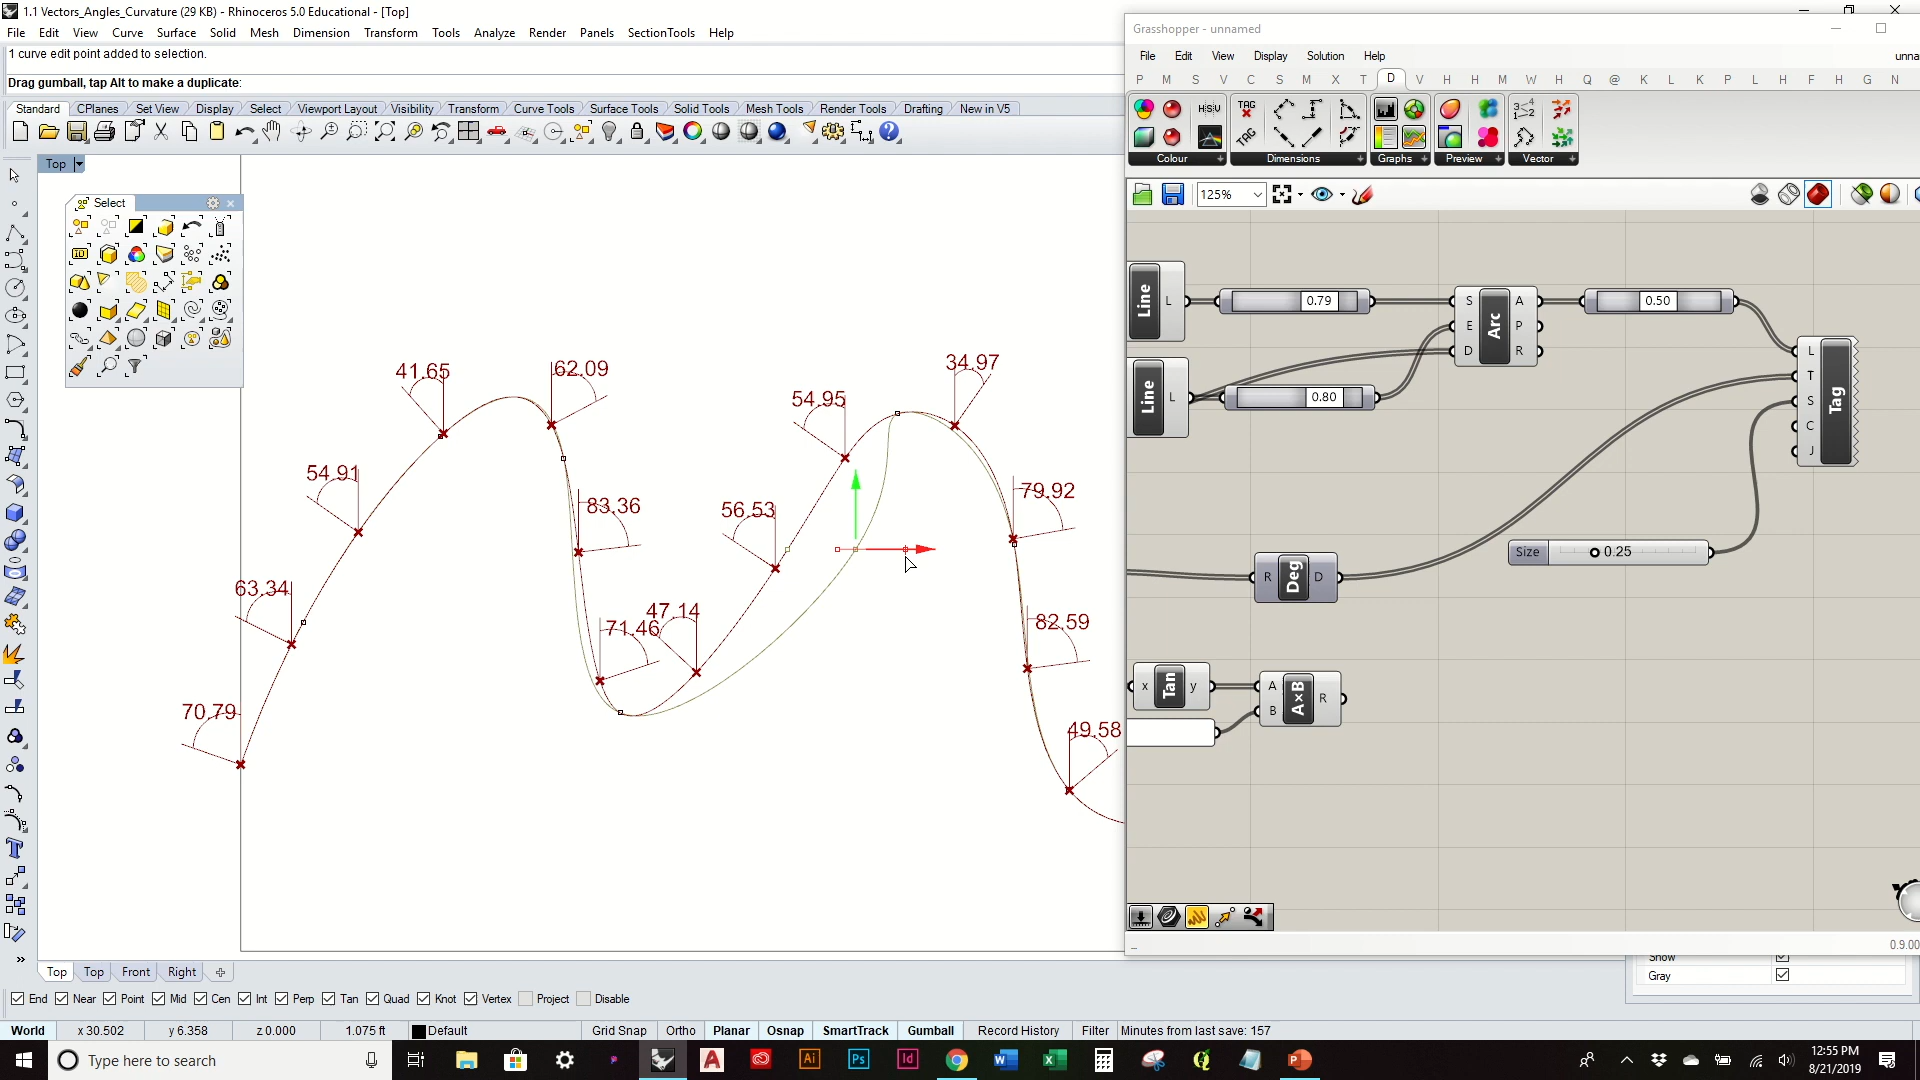 1.1 Vectors_Angles_Curvature (29 KB) - Rhinoceros 5.0 Educational - [Top]
File Edit View Curve Surface Solid Mesh Dimension Transform Tools Analyze Render Panels SectionTools Help
1 curve edit point added to selection.
Drag gumball, tap Alt to make a duplicate:
Standard CPlanes Set View Display Select Viewport Layout Visibility Transform Curve Tools Surface Tools Solid Tools Mesh Tools Render Tools Drafting New in V5
Top
Select
41.65
62.09
54.95
34.97
54.91
83.36
56.53
79.92
63.34
71.46
47.14
82.59
70.79
49.58
Top Top Front Right
End Near Point Mid Cen Int Perp Tan Quad Knot Vertex Project Disable
World x 30.502 y 6.358 z 0.000 1.075 ft Default Grid Snap Ortho Planar Osnap SmartTrack Gumball Record History Filter Minutes from last save: 157
Grasshopper - unnamed
File Edit View Display Solution Help unna
P M S V C S M X T D V H H M W H Q @ K L K P L H F H G N
HSV TAG TAG
Colour Dimensions Graphs Preview Vector
125%
Line L 0.79 S E D Arc A P R 0.50
Line L 0.80
L T S C J Tag
Size 0.25
R Deg D
x Tan y A B A×B R
0.9.00
Show
Gray
Type here to search
Ai Ps Id
12:55 PM
8/21/2019